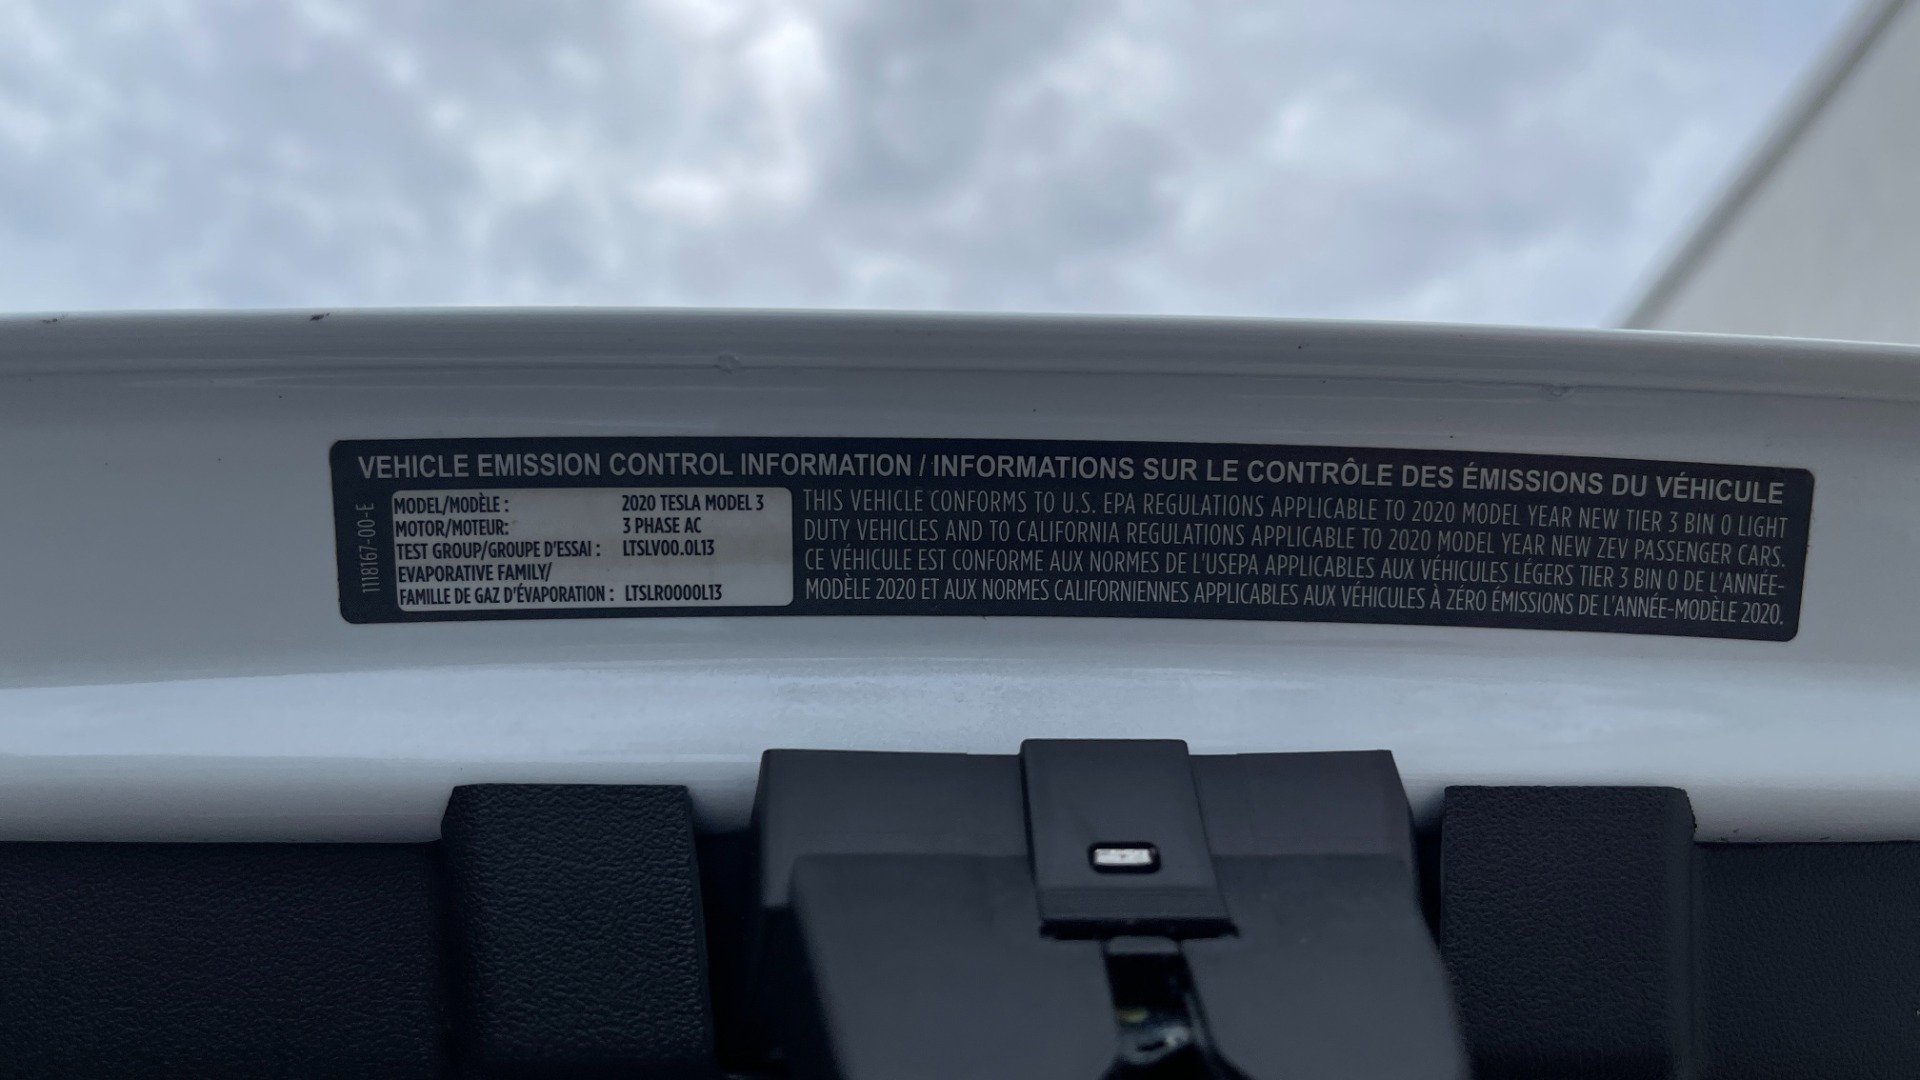 VEHICLE EMISSION CONTROL INFORMATION / INFORMATIONS SUR LE CONTRÔLE DES ÉMISSIONS DU VÉHICULE
1118167-00-E
MODEL/MODÈLE : 2020 TESLA MODEL 3
MOTOR/MOTEUR: 3 PHASE AC
TEST GROUP/GROUPE D'ESSAI : LTSLV00.0L13
EVAPORATIVE FAMILY/
FAMILLE DE GAZ D'ÉVAPORATION : LTSLR0000L13
THIS VEHICLE CONFORMS TO U.S. EPA REGULATIONS APPLICABLE TO 2020 MODEL YEAR NEW TIER 3 BIN 0 LIGHT
DUTY VEHICLES AND TO CALIFORNIA REGULATIONS APPLICABLE TO 2020 MODEL YEAR NEW ZEV PASSENGER CARS.
CE VÉHICULE EST CONFORME AUX NORMES DE L'USEPA APPLICABLES AUX VÉHICULES LÉGERS TIER 3 BIN 0 DE L'ANNÉE-
MODÈLE 2020 ET AUX NORMES CALIFORNIENNES APPLICABLES AUX VÉHICULES À ZÉRO ÉMISSIONS DE L'ANNÉE-MODÈLE 2020.